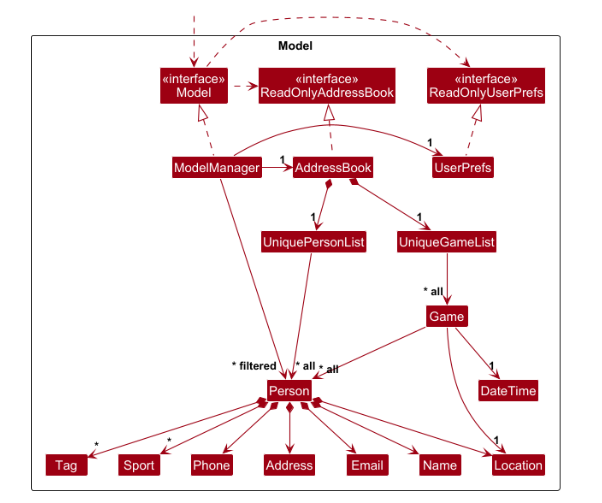 Model
«interface»
Model
«interface»
ReadOnlyAddressBook
«interface»
ReadOnlyUserPrefs
1
ModelManager
1
AddressBook
UserPrefs
1
1
UniquePersonList
UniqueGameList
* all
Game
* filtered
* all
* all
1
Person
DateTime
*
*
1
Tag
Sport
Phone
Address
Email
Name
Location